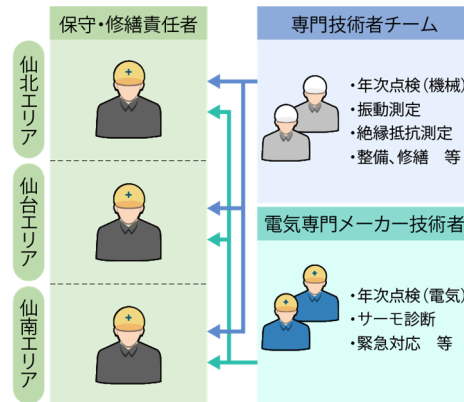 保守・修繕責任者
仙北エリア
仙台エリア
仙南エリア
専門技術者チーム
・年次点検(機械)
・振動測定
・絶縁抵抗測定
・整備、修繕 等
電気専門メーカー技術者
・年次点検(電気)
・サーモ診断
・緊急対応 等